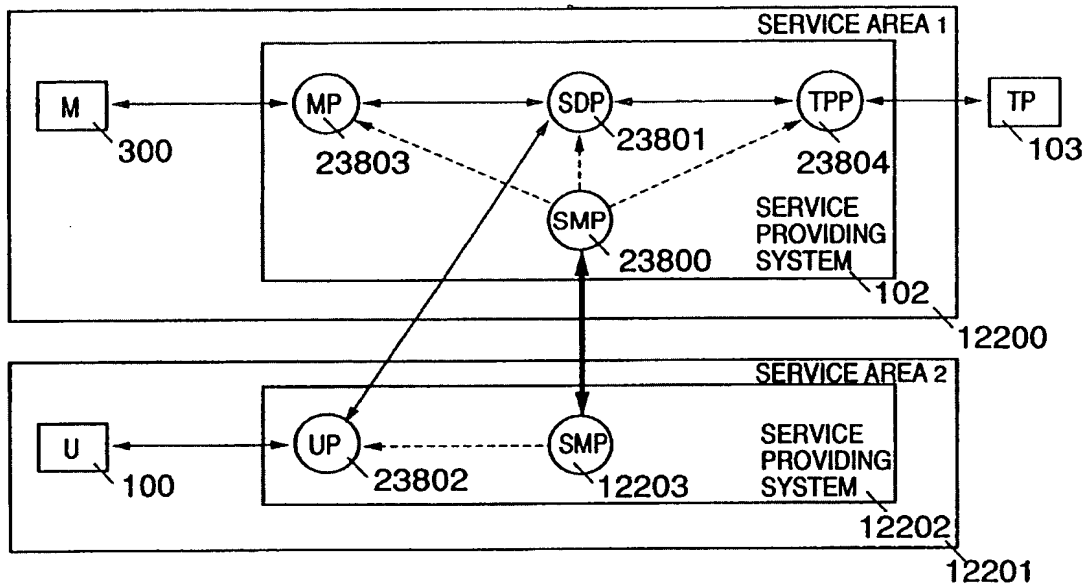 SERVICE AREA 1
M
MP
SDP
TPP
TP
300
23803
23801
23804
103
SMP
23800
SERVICE
PROVIDING
SYSTEM
102
12200
SERVICE AREA 2
U
UP
SMP
100
23802
12203
SERVICE
PROVIDING
SYSTEM
12202
12201